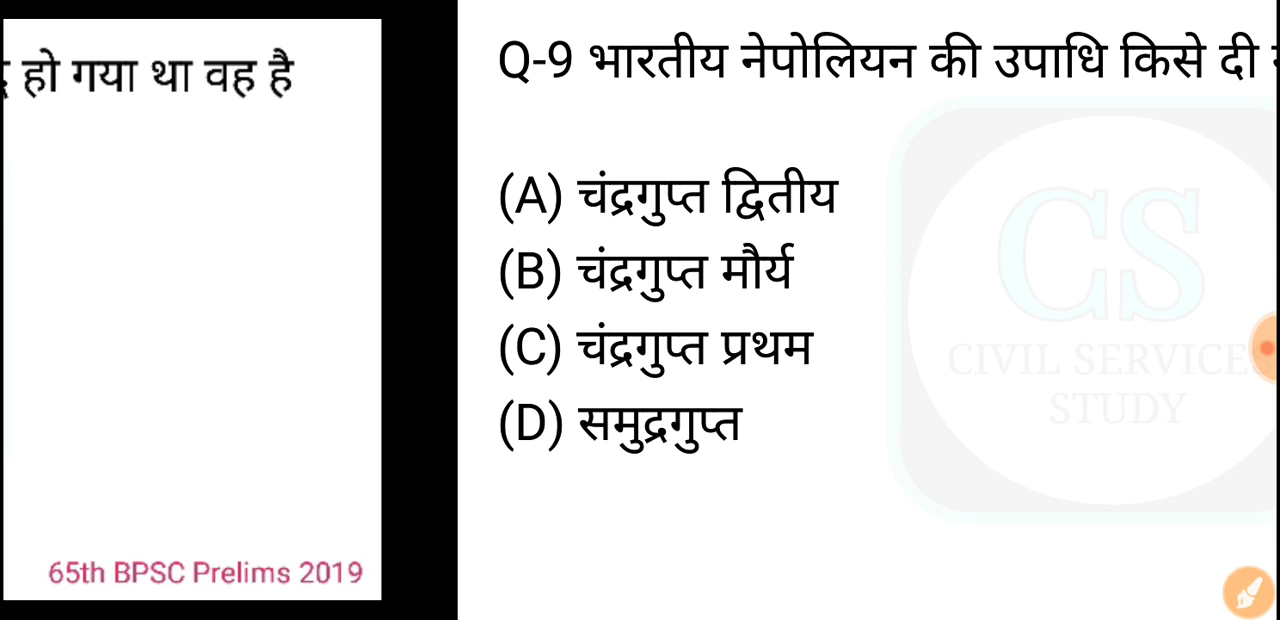 हो गया था वह है
65th BPSC Prelims 2019
Q-9 भारतीय नेपोलियन की उपाधि किसे दी
(A) चंद्रगुप्त द्वितीय
(B) चंद्रगुप्त मौर्य
(C) चंद्रगुप्त प्रथम
(D) समुद्रगुप्त
CS
CIVIL SERVICE
STUDY